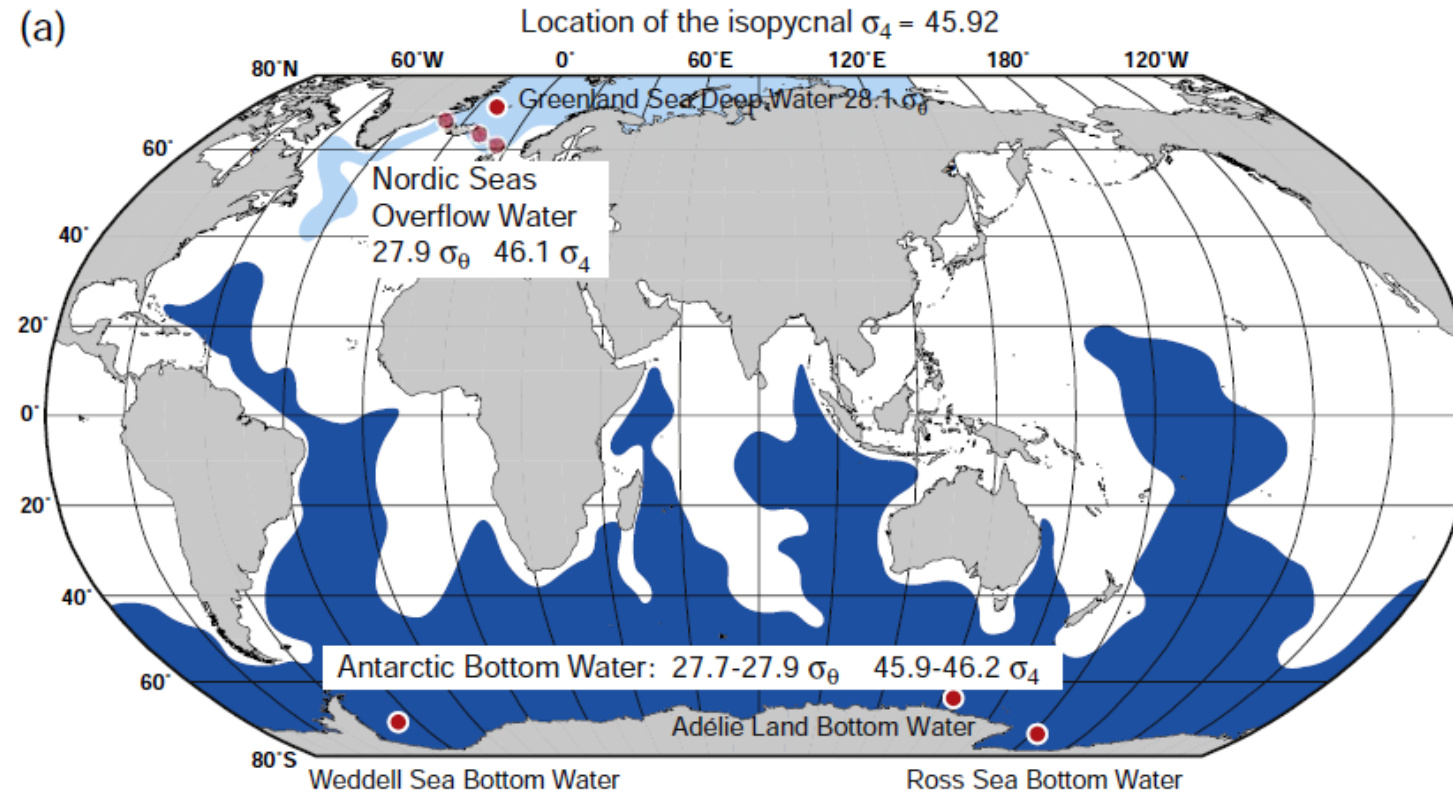 (a)
Location of the isopycnal σ₄ = 45.92
60˚W 0˚ 60˚E 120˚E 180˚ 120˚W
80˚N
Greenland Sea Deep Water 28.1 σθ
60˚
Nordic Seas
Overflow Water
27.9 σθ 46.1 σ₄
40˚
20˚
0˚
20˚
40˚
Antarctic Bottom Water: 27.7-27.9 σθ 45.9-46.2 σ₄
60˚
Adélie Land Bottom Water
80˚S
Weddell Sea Bottom Water Ross Sea Bottom Water